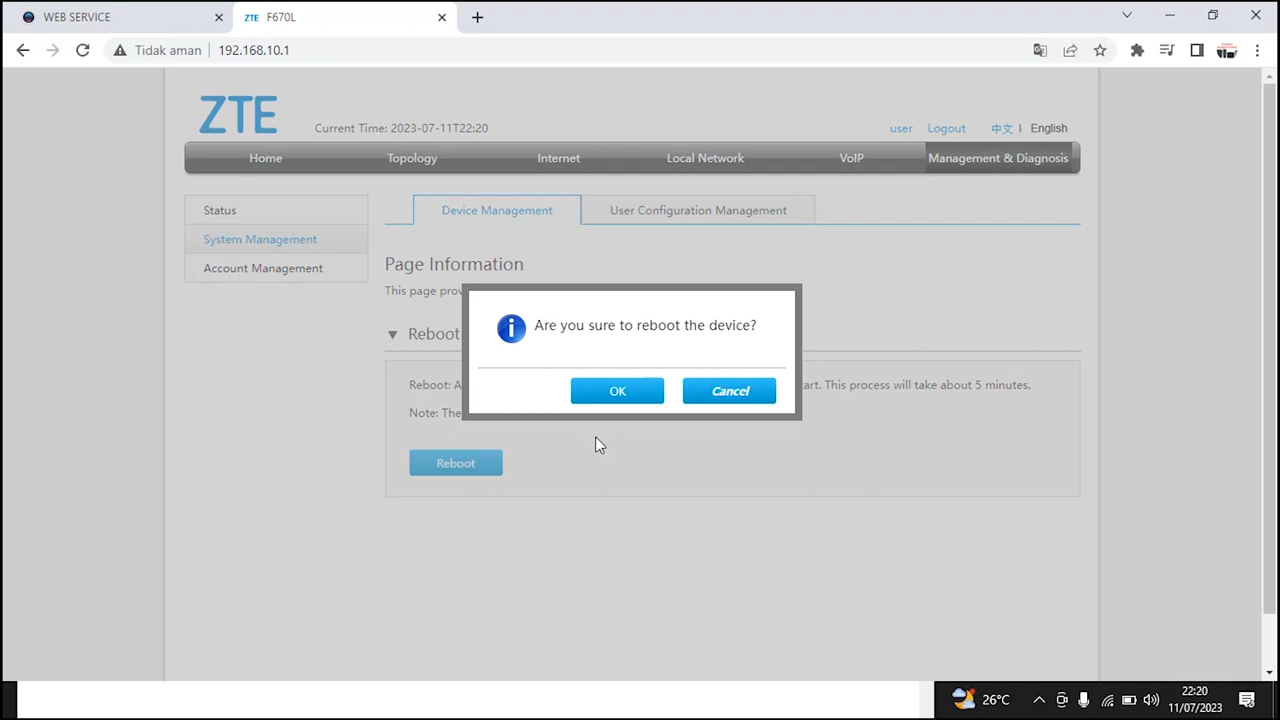 WEB SERVICE
ZTE F670L
Tidak aman 192.168.10.1
ZTE
Current Time: 2023-07-11T22:20
user Logout 中文 | English
Home Topology Internet Local Network VoIP Management & Diagnosis
Status
System Management
Account Management
Device Management User Configuration Management
Page Information
This page prov
Reboot
Are you sure to reboot the device?
OK Cancel
Reboot: A
art. This process will take about 5 minutes.
Note: The
Reboot
26°C
22:20
11/07/2023